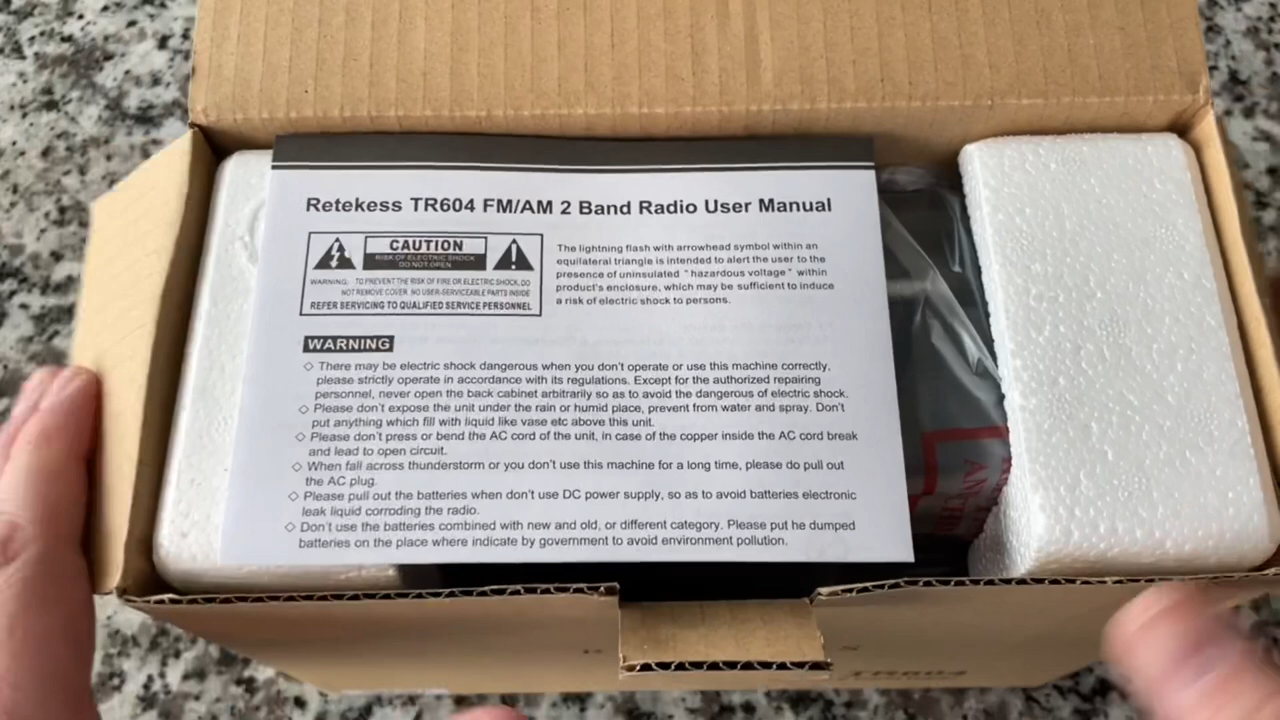 Retekess TR604 FM/AM 2 Band Radio User Manual
CAUTION
RISK OF ELECTRIC SHOCK
DO NOT OPEN
WARNING: TO PREVENT THE RISK OF FIRE OR ELECTRIC SHOCK, DO
NOT REMOVE COVER NO USER-SERVICEABLE PARTS INSIDE
REFER SERVICING TO QUALIFIED SERVICE PERSONNEL
The lightning flash with arrowhead symbol within an
equilateral triangle is intended to alert the user to the
presence of uninsulated "hazardous voltage" within
product's enclosure, which may be sufficient to induce
a risk of electric shock to persons.
WARNING
◇ There may be electric shock dangerous when you don't operate or use this machine correctly,
please strictly operate in accordance with its regulations. Except for the authorized repairing
personnel, never open the back cabinet arbitrarily so as to avoid the dangerous of electric shock.
◇ Please don't expose the unit under the rain or humid place, prevent from water and spray. Don't
put anything which fill with liquid like vase etc above this unit.
◇ Please don't press or bend the AC cord of the unit, in case of the copper inside the AC cord break
and lead to open circuit.
◇ When fall across thunderstorm or you don't use this machine for a long time, please do pull out
the AC plug.
◇ Please pull out the batteries when don't use DC power supply, so as to avoid batteries electronic
leak liquid corroding the radio.
◇ Don't use the batteries combined with new and old, or different category. Please put he dumped
batteries on the place where indicate by government to avoid environment pollution.
TR604